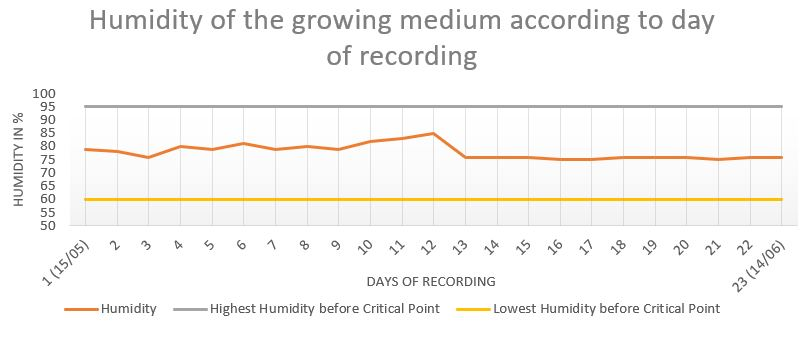 Humidity of the growing medium according to day
of recording
100
95
90
85
80
75
70
65
60
55
50
HUMIDITY IN %
1 (15/05) 2 3 4 5 6 7 8 9 10 11 12 13 14 15 16 17 18 19 20 21 22 23 (14/06)
DAYS OF RECORDING
Humidity Highest Humidity before Critical Point Lowest Humidity before Critical Point